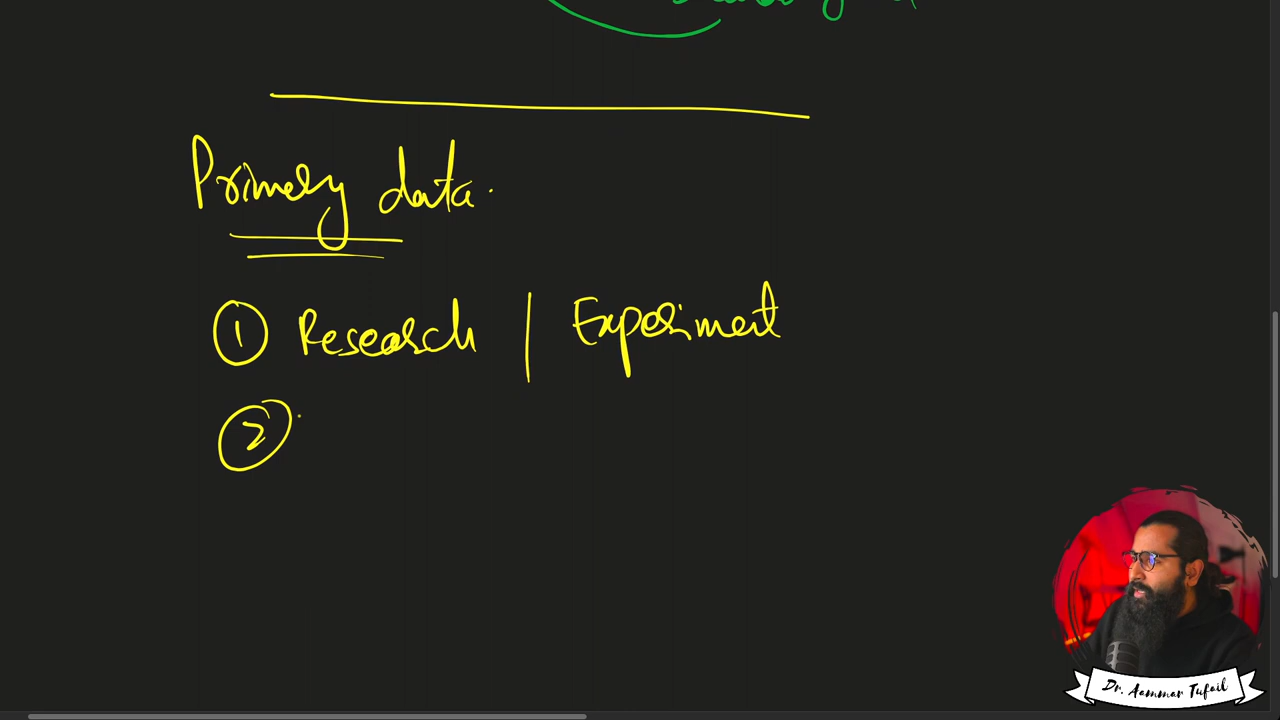 Primary data.
① Research | Experiment
②
Dr. Aammar Tufail